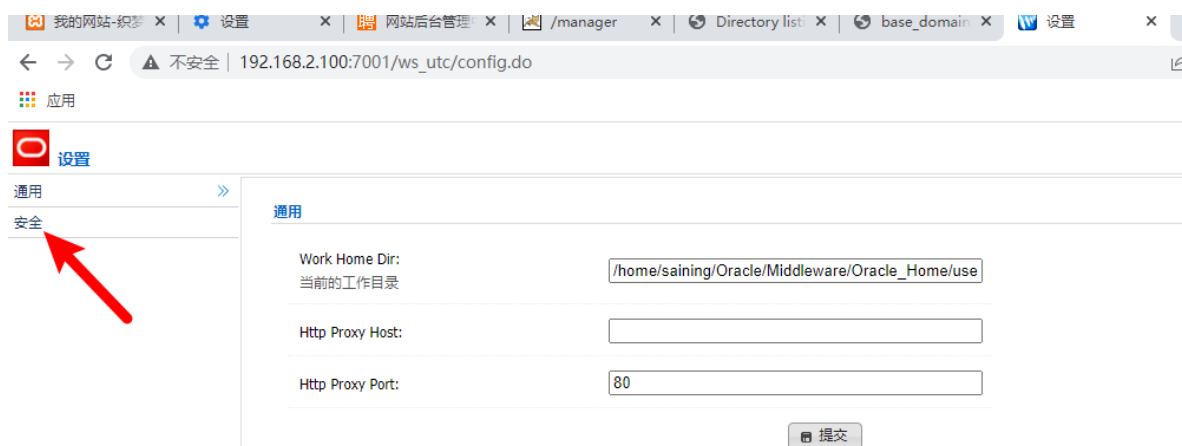 我的网站-织梦
设置
网站后台管理
/manager
Directory listi
base_domain
设置
不安全 | 192.168.2.100:7001/ws_utc/config.do
应用
设置
通用
安全
通用
Work Home Dir:
当前的工作目录
/home/saining/Oracle/Middleware/Oracle_Home/use
Http Proxy Host:
Http Proxy Port:
80
提交